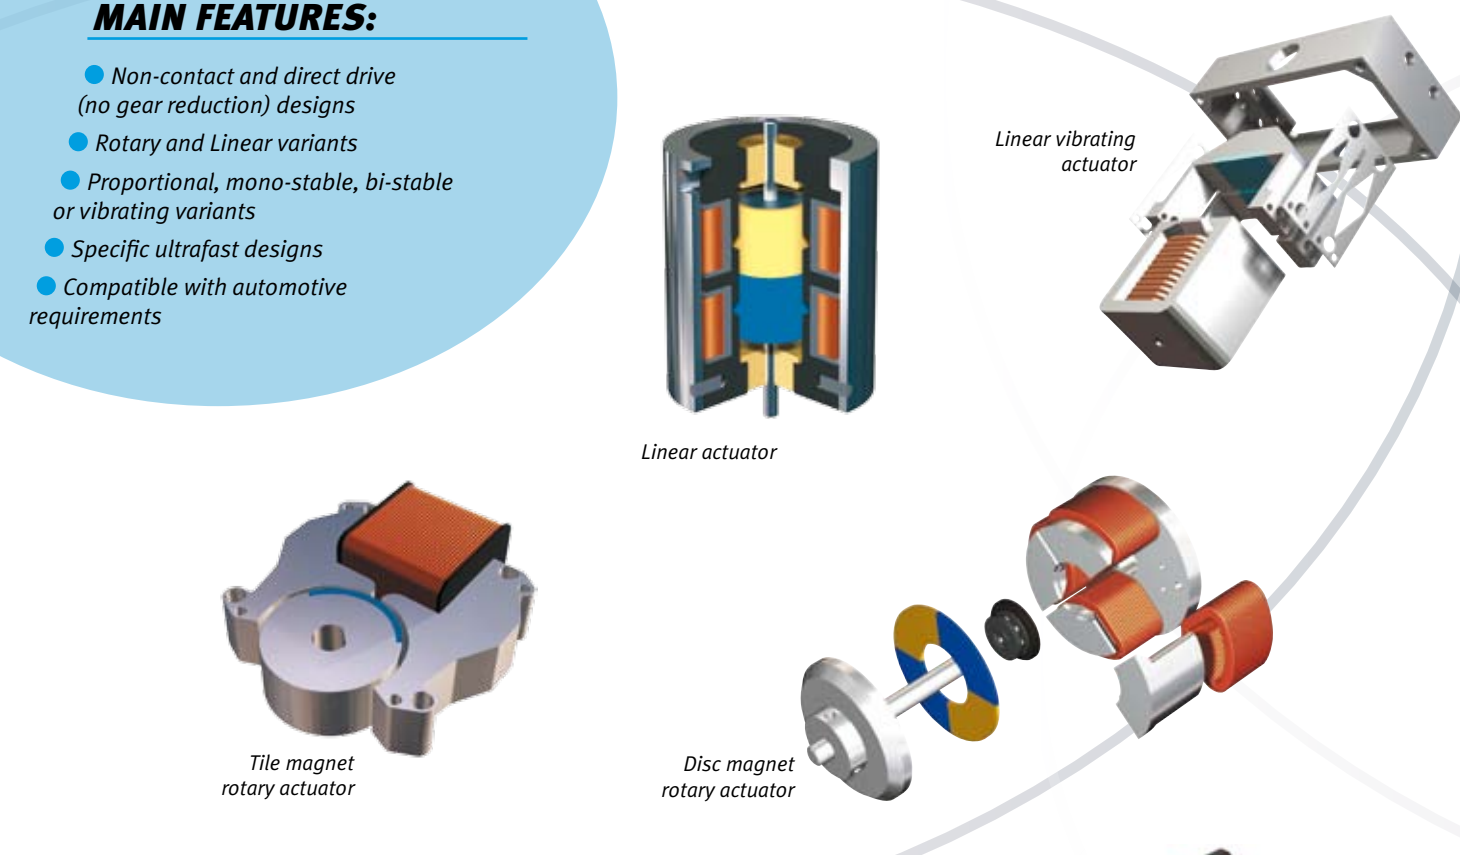 MAIN FEATURES:
● Non-contact and direct drive
(no gear reduction) designs
● Rotary and Linear variants
● Proportional, mono-stable, bi-stable
or vibrating variants
● Specific ultrafast designs
● Compatible with automotive
requirements
Linear vibrating
actuator
Linear actuator
Tile magnet
rotary actuator
Disc magnet
rotary actuator